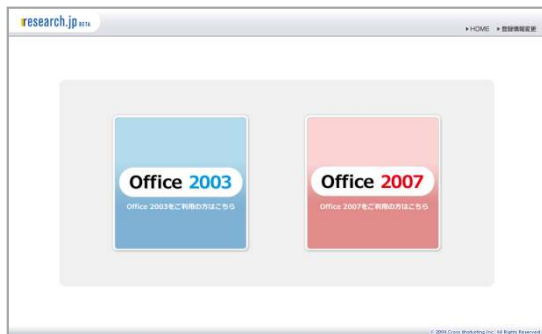 research.jp BETA
HOME 登録情報変更
Office 2003
Office 2003をご利用の方はこちら
Office 2007
Office 2007をご利用の方はこちら
© 2009 Cross Marketing Inc. All Rights Reserved.